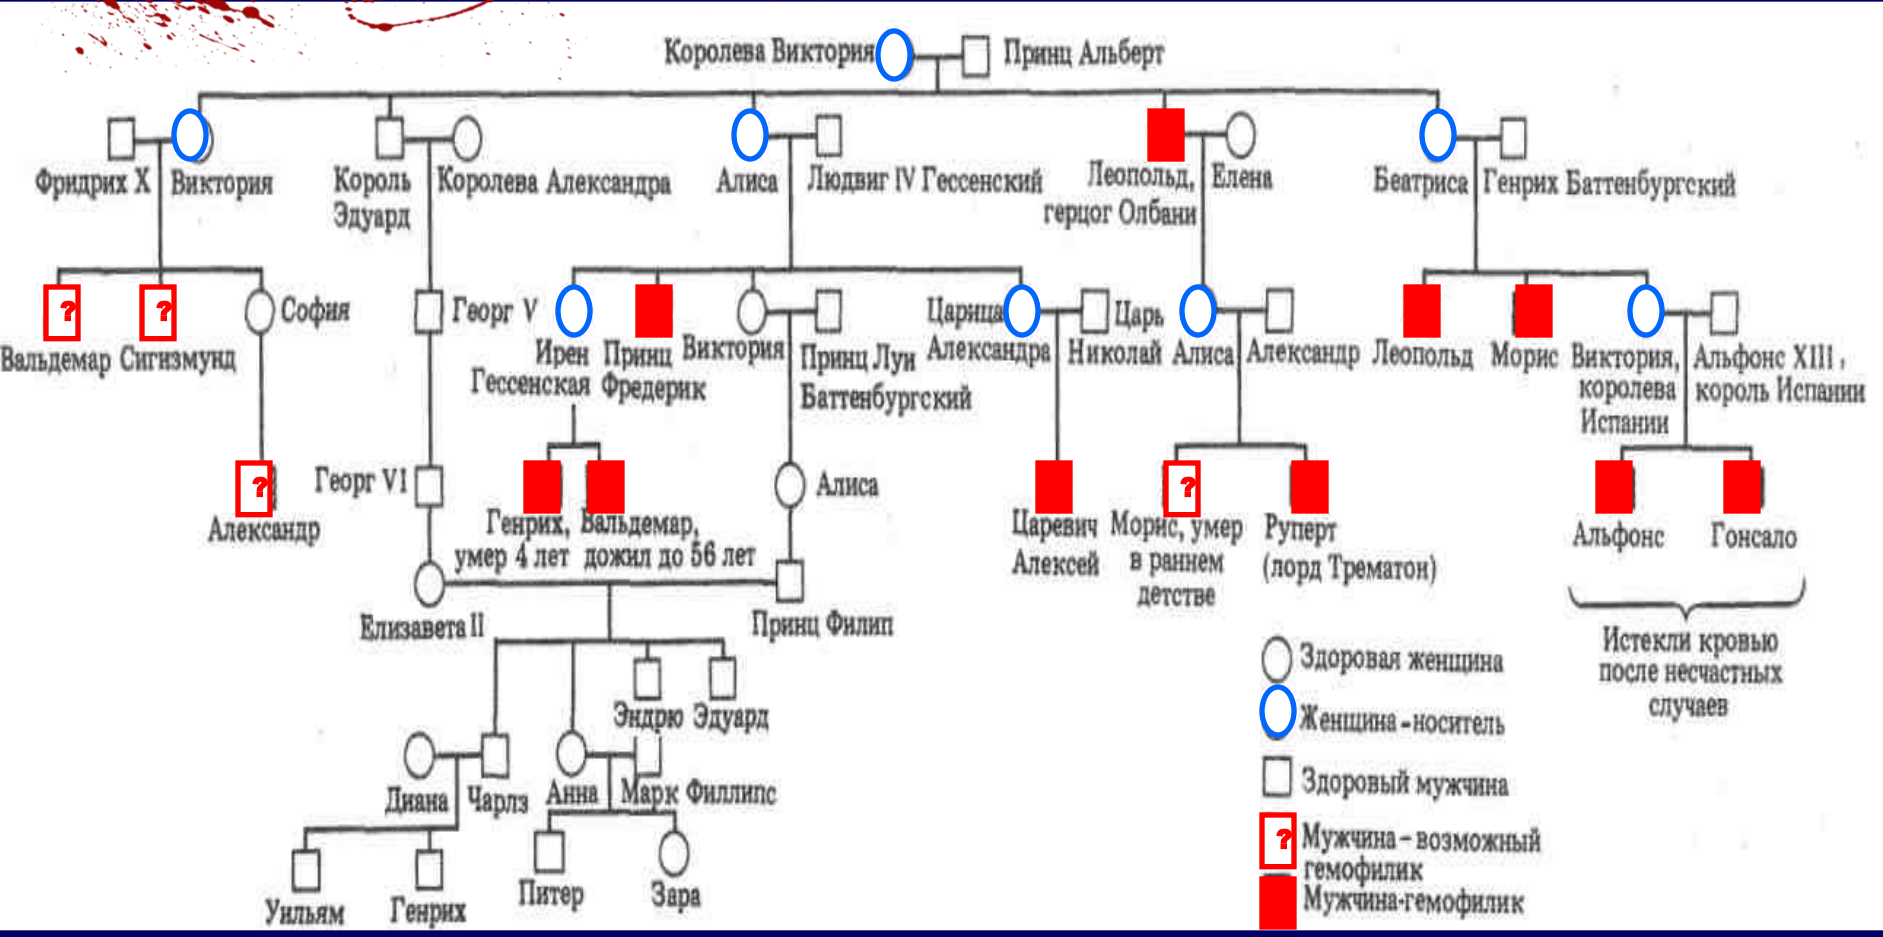 Королева Виктория
Принц Альберт
Фридрих X
Виктория
Король
Эдуард
Королева Александра
Алиса
Людвиг IV Гессенский
Леопольд,
герцог Олбани
Елена
Беатриса
Генрих Баттенбургский
?
?
София
Вальдемар
Сигизмунд
Георг V
Ирен
Гессенская
Принц
Фредерик
Виктория
Принц Луи
Баттенбургский
Царица
Александра
Царь
Николай
Алиса
Александр
Леопольд
Морис
Виктория,
королева
Испании
Альфонс XIII,
король Испании
?
Александр
Георг VI
Генрих,
умер 4 лет
Вальдемар,
дожил до 56 лет
Алиса
Царевич
Алексей
?
Морис, умер
в раннем
детстве
Руперт
(лорд Трематон)
Альфонс
Гонсало
Истекли кровью
после несчастных
случаев
Елизавета II
Принц Филип
Эндрю
Эдуард
Диана
Чарлз
Анна
Марк Филлипс
Уильям
Генрих
Питер
Зара
Здоровая женщина
Женщина-носитель
Здоровый мужчина
?
Мужчина-возможный
гемофилик
Мужчина-гемофилик